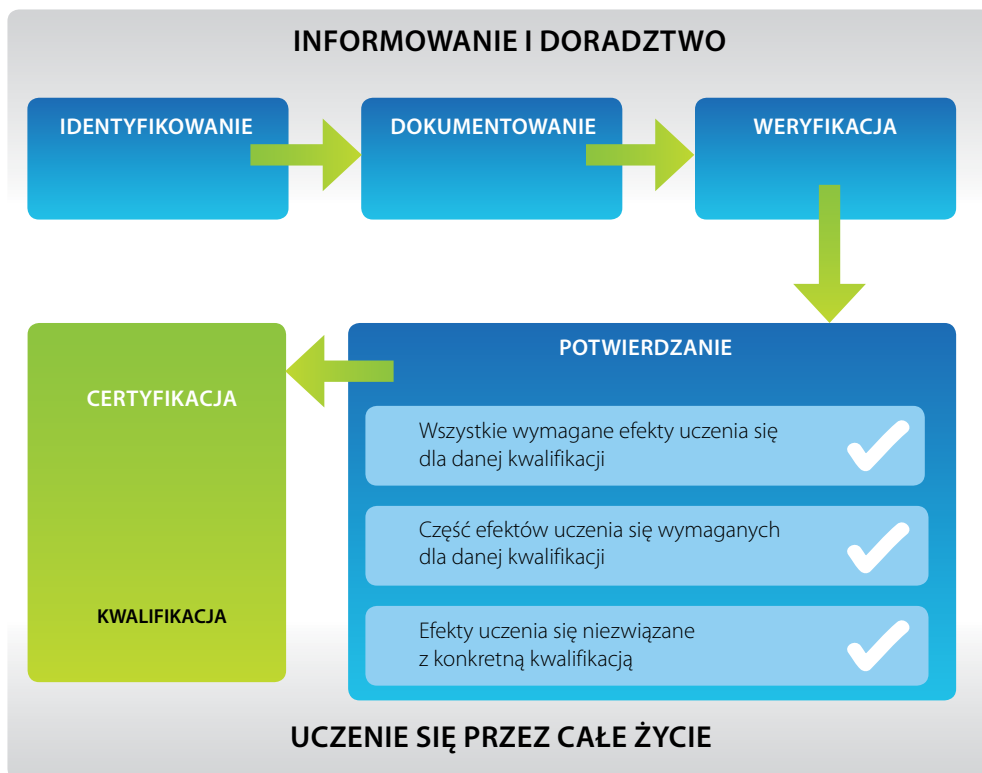 INFORMOWANIE I DORADZTWO
IDENTYFIKOWANIE
DOKUMENTOWANIE
WERYFIKACJA
POTWIERDZANIE
Wszystkie wymagane efekty uczenia się
dla danej kwalifikacji
Część efektów uczenia się wymaganych
dla danej kwalifikacji
Efekty uczenia się niezwiązane
z konkretną kwalifikacją
CERTYFIKACJA
KWALIFIKACJA
UCZENIE SIĘ PRZEZ CAŁE ŻYCIE